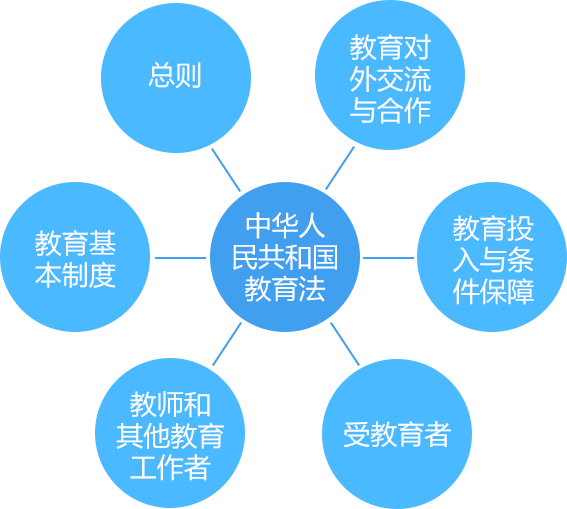 总则
教育对
外交流
与合作
教育基
本制度
中华人
民共和国
教育法
教育投
入与条
件保障
教师和
其他教育
工作者
受教育者